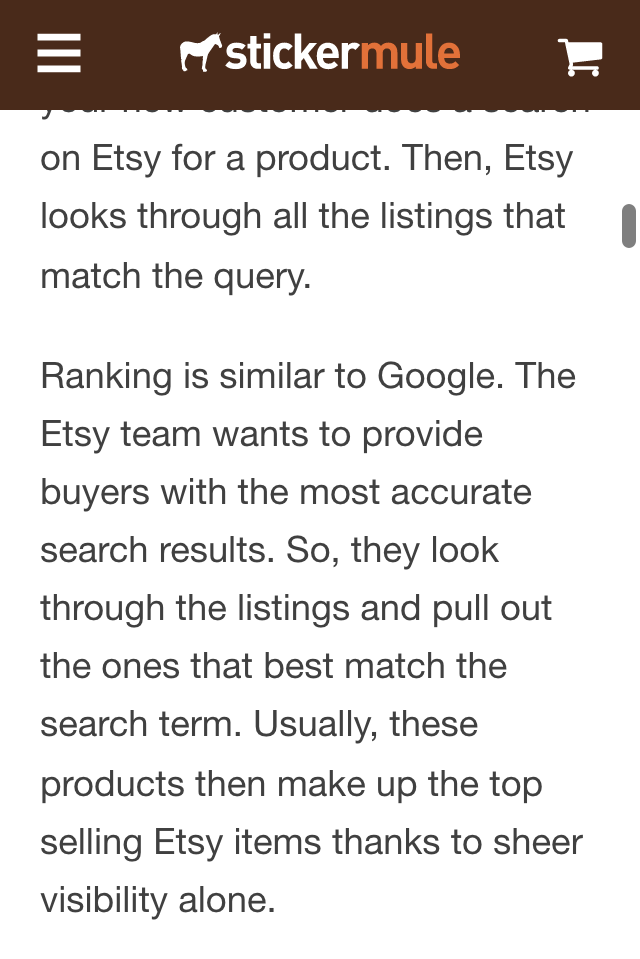 stickermule
on Etsy for a product. Then, Etsy
looks through all the listings that
match the query.
Ranking is similar to Google. The
Etsy team wants to provide
buyers with the most accurate
search results. So, they look
through the listings and pull out
the ones that best match the
search term. Usually, these
products then make up the top
selling Etsy items thanks to sheer
visibility alone.